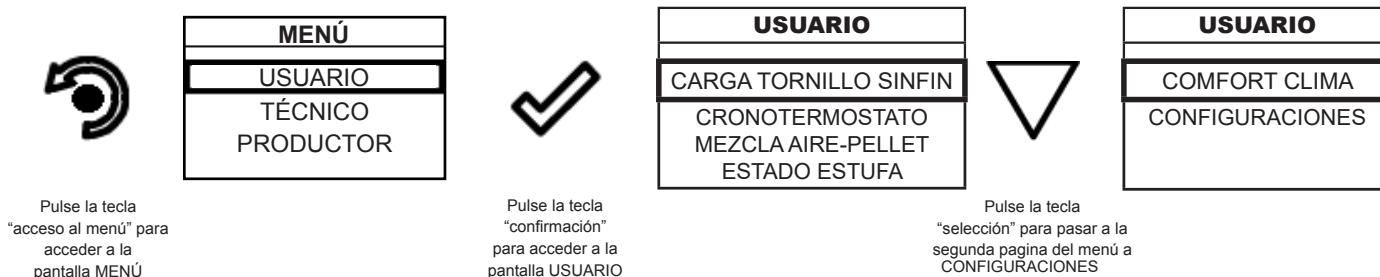 MENÚ
USUARIO
TÉCNICO
PRODUCTOR
Pulse la tecla
“acceso al menú” para
acceder a la
pantalla MENÚ
Pulse la tecla
“confirmación”
para acceder a la
pantalla USUARIO
USUARIO
CARGA TORNILLO SINFIN
CRONOTERMOSTATO
MEZCLA AIRE-PELLET
ESTADO ESTUFA
Pulse la tecla
“selección” para pasar a la
segunda pagina del menú a
CONFIGURACIONES
USUARIO
COMFORT CLIMA
CONFIGURACIONES